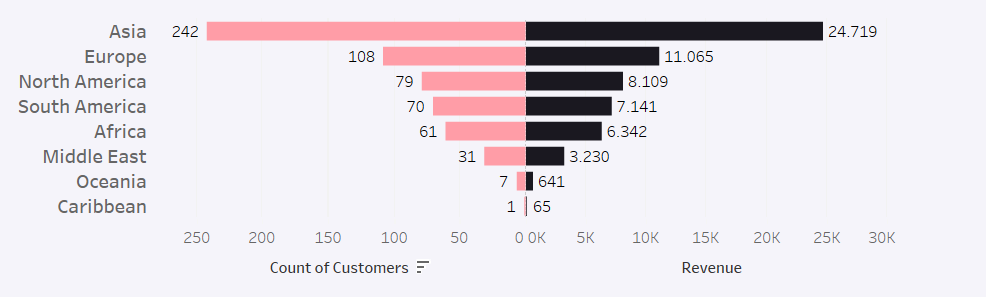 Asia 242 24.719
Europe 108 11.065
North America 79 8.109
South America 70 7.141
Africa 61 6.342
Middle East 31 3.230
Oceania 7 641
Caribbean 1 65
250 200 150 100 50 0 0K 5K 10K 15K 20K 25K 30K
Count of Customers Revenue